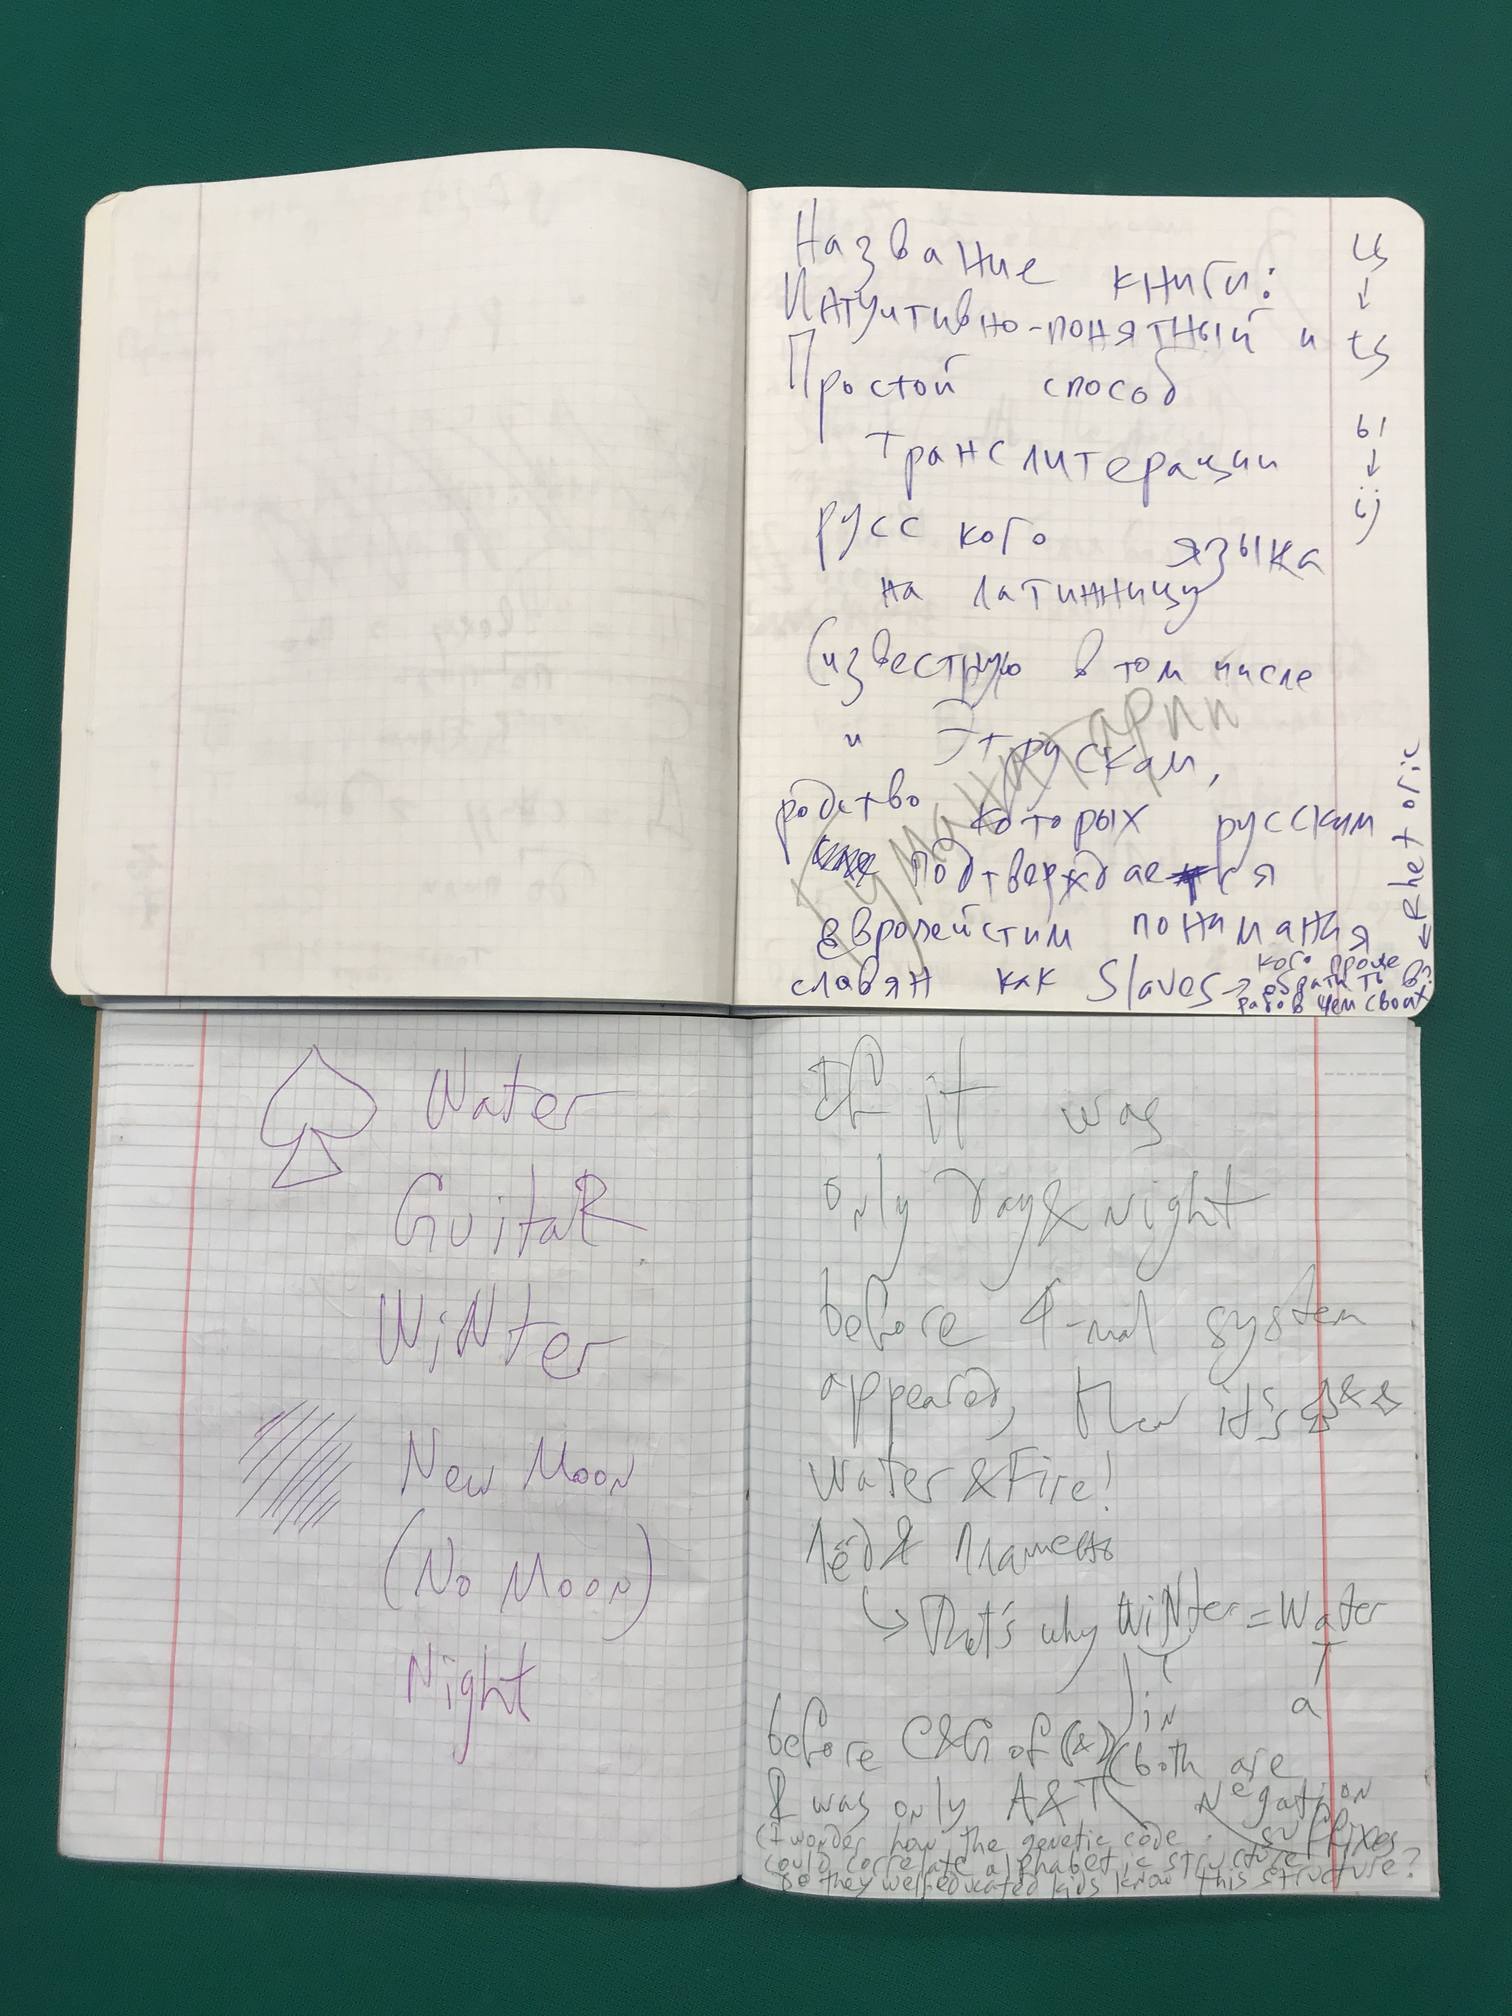 Название книги:
Интуитивно-понятный и
Простой способ
транслитерации
русского языка
на латинницу
(известную в том числе
и Этрускам,
родство которых русским
подтверждается
европейстим понимания
славян как Slaves → кого проще
обратить в
рабов чем своих?
ц
↓
ts
ы
↓
ij
← Rhetoric
Гуманитарии
Water
GuitaR
WiNter
New Moon
(No Moon)
Night
If it was
only Day&night
before 4-mal system
appeared, then it's ♤&
Water&Fire!
Лёд& Пламень
↳ That's why WiNter = Water
in
a
before C&G of (&) (both are
R was only A&T Negation
suffixes
(I wonder how the genetic code
could correlate alphabetic structure?
Do they well-educated kids know this structure?